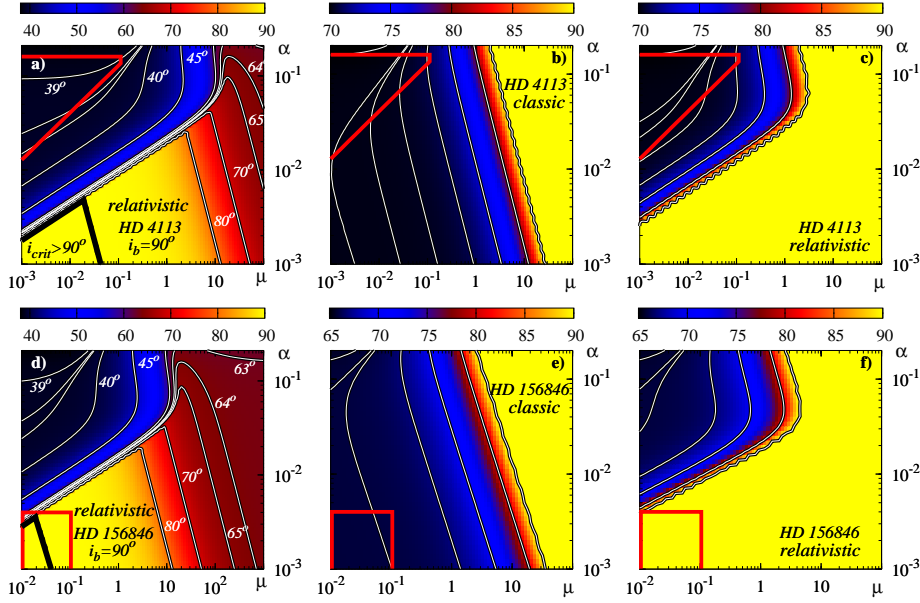 40 50 60 70 80 90
70 75 80 85 90
70 75 80 85 90
a) 39° 40° 45° 64° 65 70° 80°
relativistic
HD 4113
i_b=90°
i_crit>90°
α 10⁻¹ 10⁻² 10⁻³
10⁻³ 10⁻² 10⁻¹ 1 10 μ
b)
HD 4113
classic
α 10⁻¹ 10⁻² 10⁻³
10⁻³ 10⁻² 10⁻¹ 1 10 μ
c)
HD 4113
relativistic
α 10⁻¹ 10⁻² 10⁻³
10⁻³ 10⁻² 10⁻¹ 1 10 μ
40 50 60 70 80 90
65 70 75 80 85 90
65 70 75 80 85 90
d) 39° 40° 45° 63° 64° 70° 80° 65°
relativistic
HD 156846
i_b=90°
α 10⁻¹ 10⁻² 10⁻³
10⁻² 10⁻¹ 1 10 10² μ
e)
HD 156846
classic
α 10⁻¹ 10⁻² 10⁻³
10⁻² 10⁻¹ 1 10 μ
f)
HD 156846
relativistic
α 10⁻¹ 10⁻² 10⁻³
10⁻² 10⁻¹ 1 10 μ